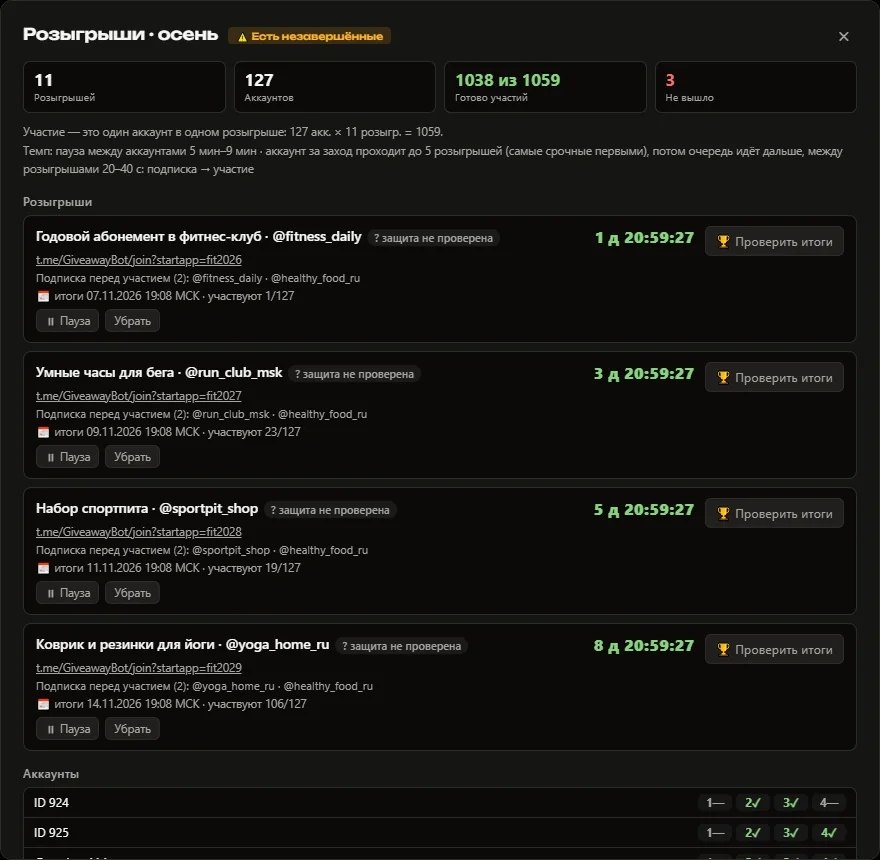 Розыгрыши · осень
⚠ Есть незавершённые
×
11
Розыгрышей
127
Аккаунтов
1038 из 1059
Готово участий
3
Не вышло
Участие — это один аккаунт в одном розыгрыше: 127 акк. × 11 розыгр. = 1059.
Темп: пауза между аккаунтами 5 мин–9 мин · аккаунт за заход проходит до 5 розыгрышей (самые срочные первыми), потом очередь идёт дальше, между
розыгрышами 20–40 с: подписка → участие
Розыгрыши
Годовой абонемент в фитнес-клуб · @fitness_daily ? защита не проверена 1 д 20:59:27 🏆 Проверить итоги
t.me/GiveawayBot/join?startapp=fit2026
Подписка перед участием (2): @fitness_daily · @healthy_food_ru
📅 итоги 07.11.2026 19:08 МСК · участвуют 1/127
⏸ Пауза Убрать
Умные часы для бега · @run_club_msk ? защита не проверена 3 д 20:59:27 🏆 Проверить итоги
t.me/GiveawayBot/join?startapp=fit2027
Подписка перед участием (2): @run_club_msk · @healthy_food_ru
📅 итоги 09.11.2026 19:08 МСК · участвуют 23/127
⏸ Пауза Убрать
Набор спортпита · @sportpit_shop ? защита не проверена 5 д 20:59:27 🏆 Проверить итоги
t.me/GiveawayBot/join?startapp=fit2028
Подписка перед участием (2): @sportpit_shop · @healthy_food_ru
📅 итоги 11.11.2026 19:08 МСК · участвуют 19/127
⏸ Пауза Убрать
Коврик и резинки для йоги · @yoga_home_ru ? защита не проверена 8 д 20:59:27 🏆 Проверить итоги
t.me/GiveawayBot/join?startapp=fit2029
Подписка перед участием (2): @yoga_home_ru · @healthy_food_ru
📅 итоги 14.11.2026 19:08 МСК · участвуют 106/127
⏸ Пауза Убрать
Аккаунты
ID 924 1— 2✓ 3✓ 4—
ID 925 1— 2✓ 3✓ 4✓